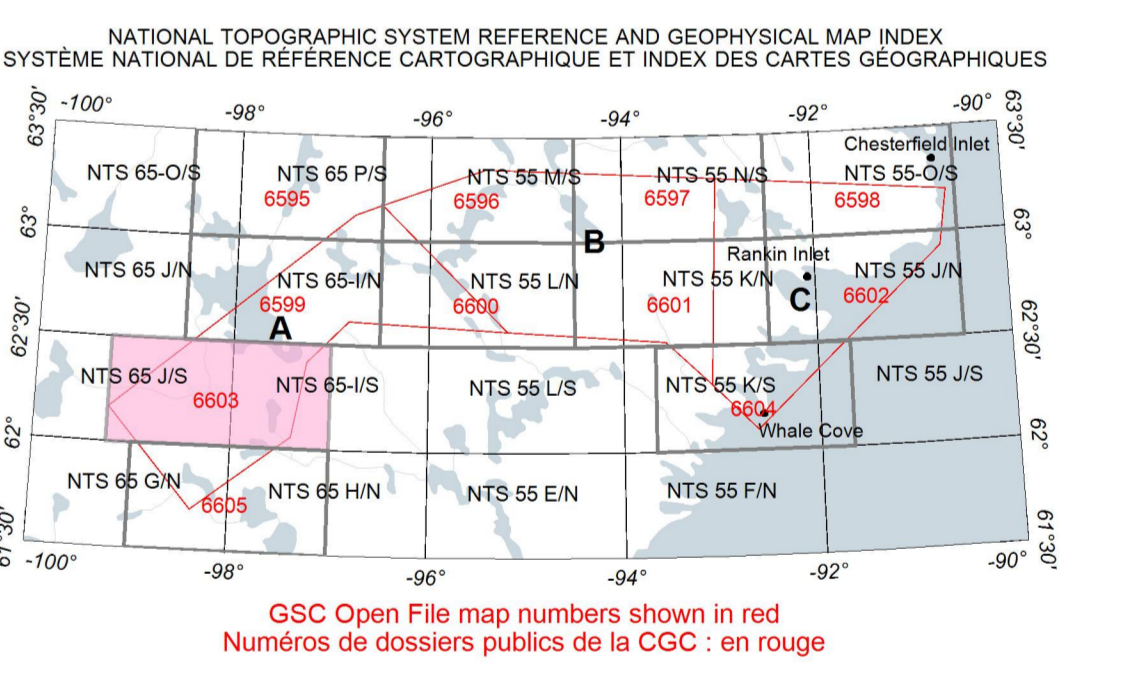 NATIONAL TOPOGRAPHIC SYSTEM REFERENCE AND GEOPHYSICAL MAP INDEX
SYSTÈME NATIONAL DE RÉFÉRENCE CARTOGRAPHIQUE ET INDEX DES CARTES GÉOGRAPHIQUES
-100°
-98°
-96°
-94°
-92°
-90°
63°30'
63°30'
Chesterfield Inlet
NTS 65-O/S
NTS 65 P/S
NTS 55 M/S
NTS 55 N/S
NTS 55-O/S
6595
6596
6597
6598
63°
63°
B
Rankin Inlet
NTS 65 J/N
NTS 65-I/N
NTS 55 L/N
NTS 55 K/N
NTS 55 J/N
6599
6600
6601
C
6602
A
62°30'
62°30'
NTS 65 J/S
NTS 65-I/S
NTS 55 L/S
NTS 55 K/S
NTS 55 J/S
6603
6604
Whale Cove
62°
62°
NTS 65 G/N
NTS 65 H/N
NTS 55 E/N
NTS 55 F/N
6605
61°30'
-100°
-98°
-96°
-94°
-92°
-90°
GSC Open File map numbers shown in red
Numéros de dossiers publics de la CGC : en rouge